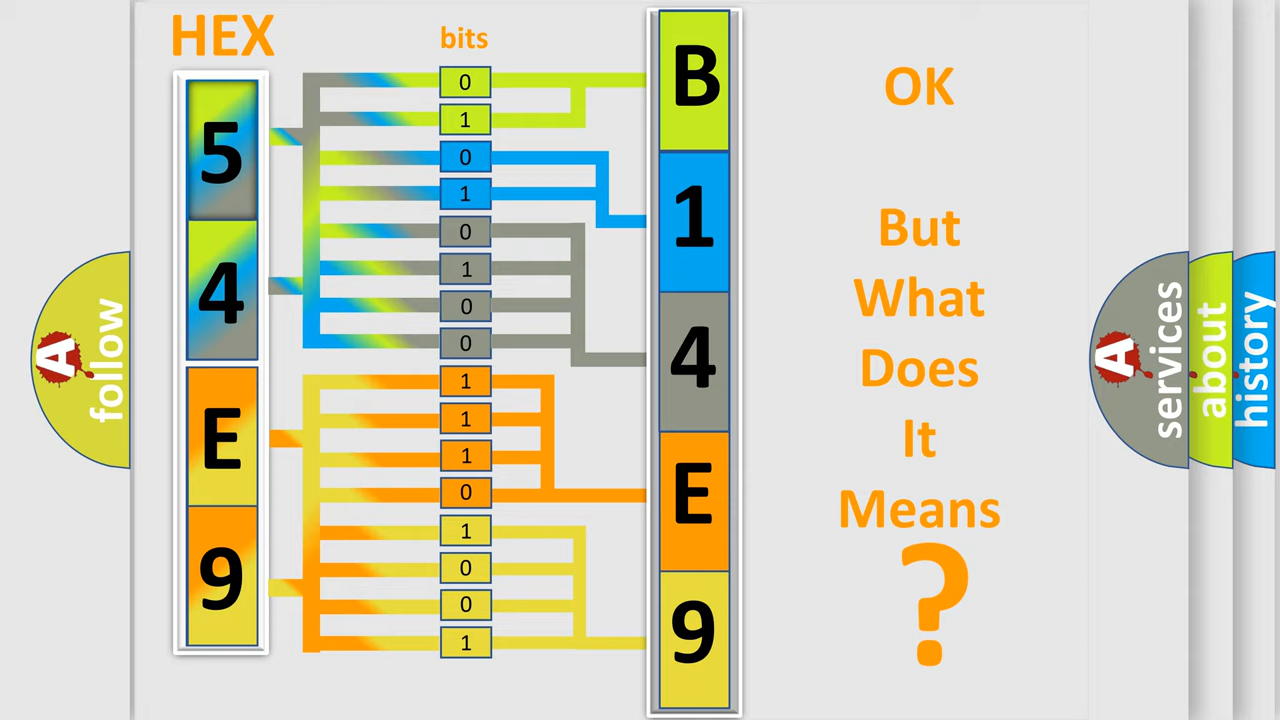 HEX
5
4
E
9
bits
0
1
0
1
0
1
0
0
1
1
1
0
1
0
0
1
B
1
4
E
9
OK
But
What
Does
It
Means
?
A
follow
A
services
about
history